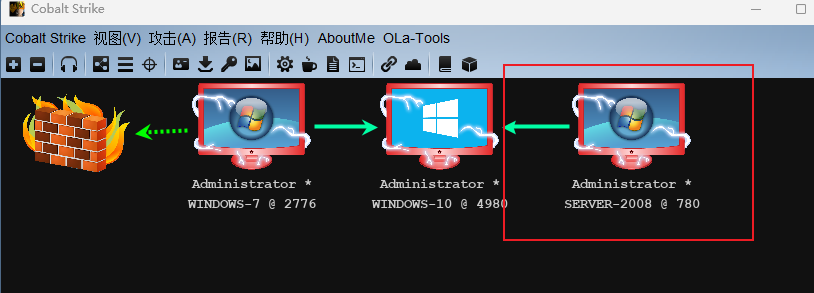 Cobalt Strike
Cobalt Strike 视图(V) 攻击(A) 报告(R) 帮助(H) AboutMe OLa-Tools
Administrator * Administrator * Administrator *
WINDOWS-7 @ 2776 WINDOWS-10 @ 4980 SERVER-2008 @ 780